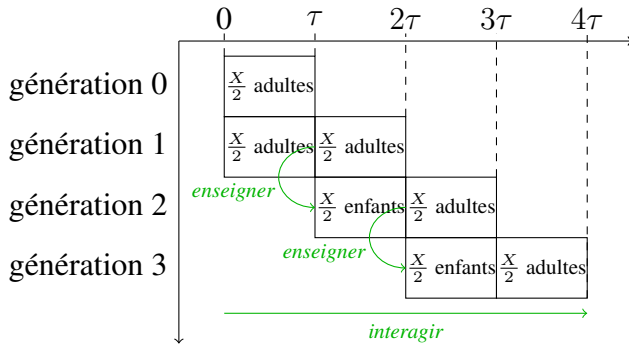 0 τ 2τ 3τ 4τ
génération 0 X/2 adultes
génération 1 X/2 adultes X/2 adultes
enseigner
génération 2 X/2 enfants X/2 adultes
enseigner
génération 3 X/2 enfants X/2 adultes
interagir